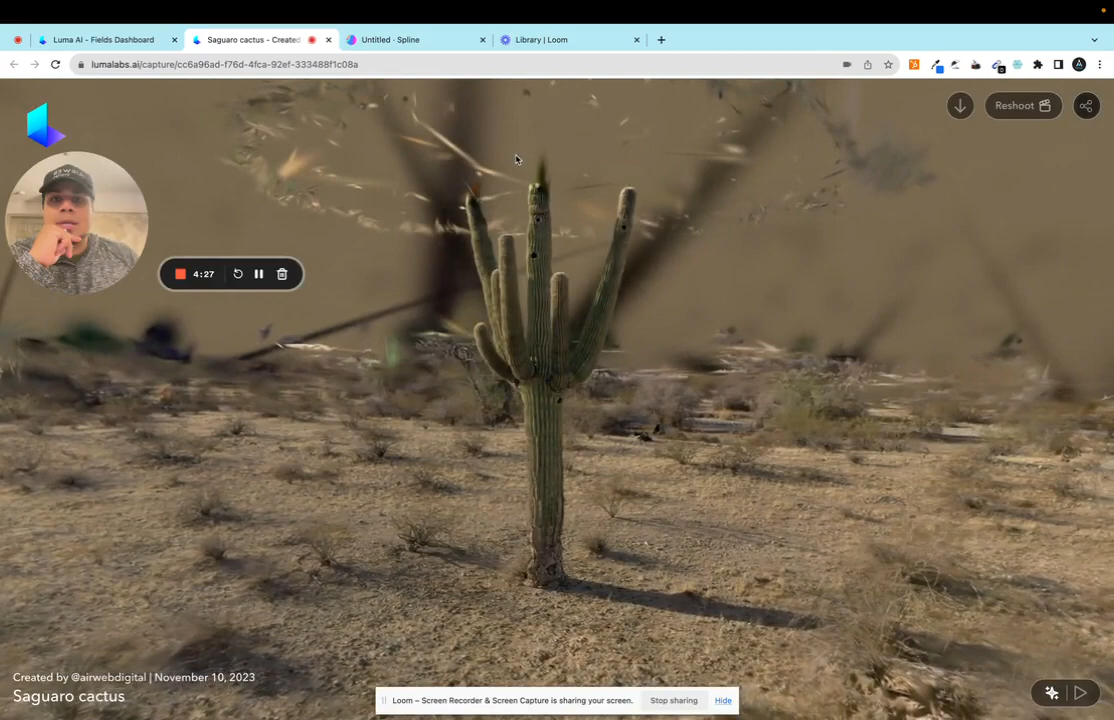 Luma AI - Fields Dashboard
Saguaro cactus - Created
Untitled - Spline
Library | Loom
lumalabs.ai/capture/cc6a96ad-f76d-4fca-92ef-333488f1c08a
Reshoot
4:27
Created by @airwebdigital | November 10, 2023
Saguaro cactus
Loom – Screen Recorder & Screen Capture is sharing your screen.
Stop sharing
Hide